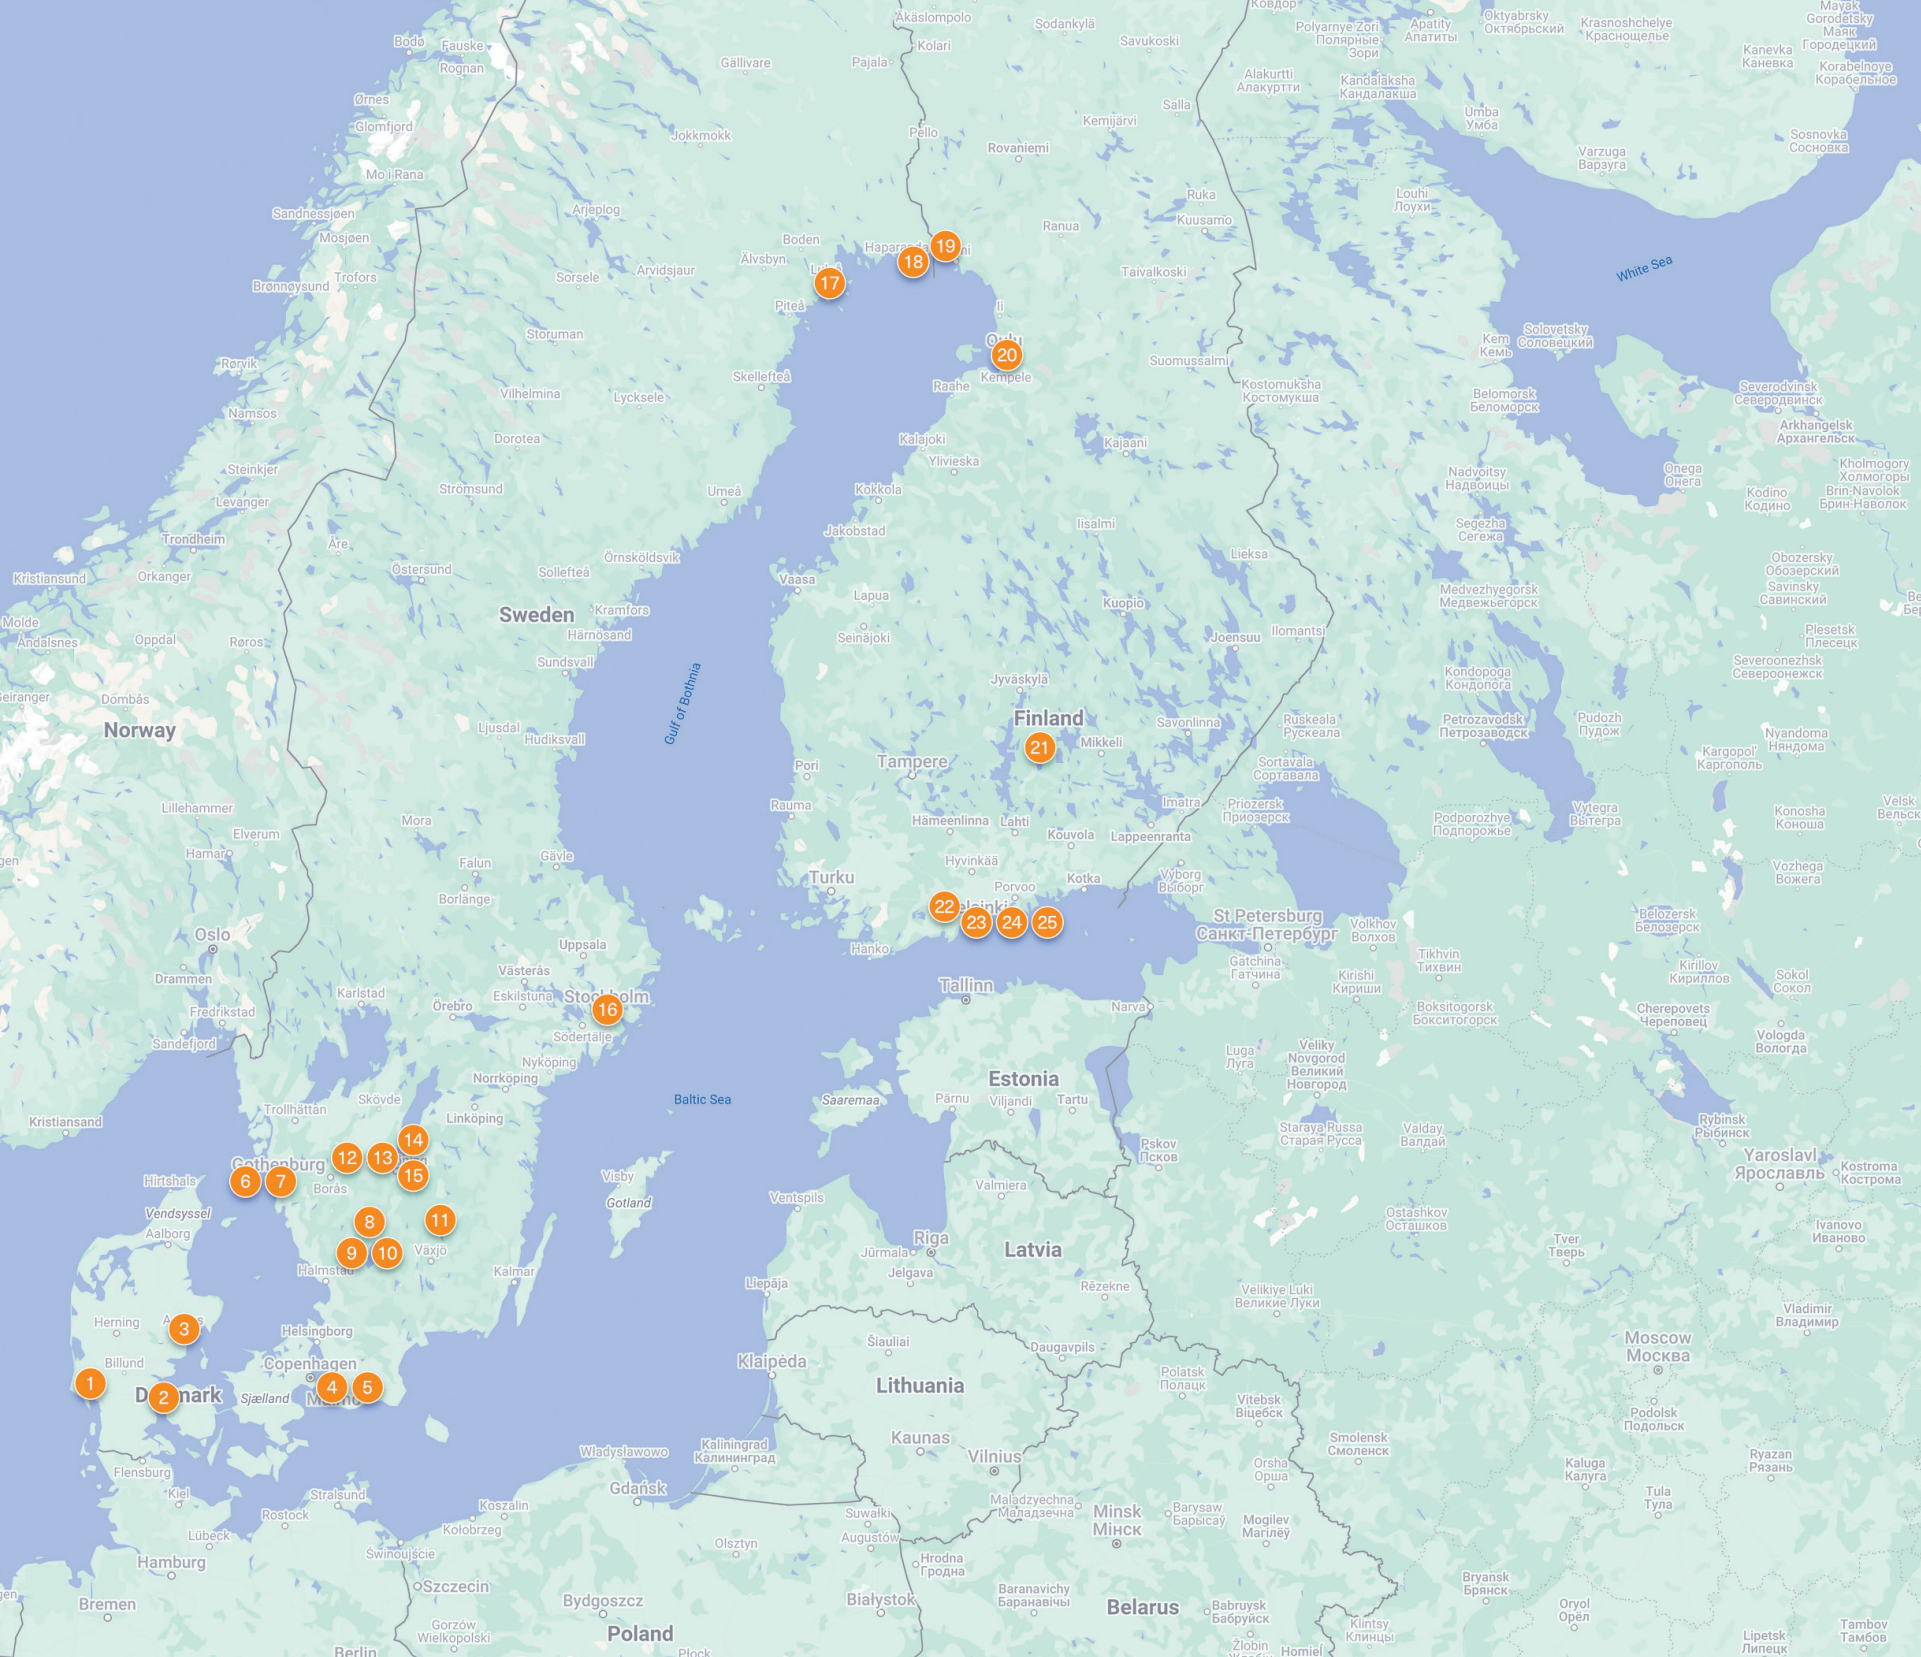 Ковдор
Äkäslompolo
Sodankylä
Mayak
Gorodetsky
Маяк
Городецкий
Polyarnye Zori
Полярные
Зори
Apatity
Апатиты
Oktyabrsky
Октябрьский
Krasnoshchelye
Краснощелье
Bodø
Fauske
Kolari
Savukoski
Kanevka
Каневка
Rognan
Gällivare
Pajala
Alakurtti
Алакуртти
Kandalaksha
Кандалакша
Korabelnoye
Корабельное
Ørnes
Salla
Glomfjord
Jokkmokk
Pello
Kemijärvi
Umba
Умба
Sosnovka
Сосновка
Rovaniemi
Varzuga
Варзуга
Mo i Rana
Ruka
Louhi
Лоухи
Sandnessjøen
Arjeplog
Kuusamo
Mosjøen
Boden
Ranua
19
18
Älvsbyn
Trofors
Sorsele
Arvidsjaur
Taivalkoski
White Sea
Brønnøysund
17
Piteå
Ii
Storuman
Solovetsky
Соловецкий
Kem
Кемь
20
Rørvik
Suomussalmi
Skellefteå
Kempele
Raahe
Kostomuksha
Костомукша
Severodvinsk
Северодвинск
Vilhelmina
Lycksele
Belomorsk
Беломорск
Namsos
Arkhangelsk
Архангельск
Dorotea
Kalajoki
Kajaani
Ylivieska
Steinkjer
Nadvoitsy
Надвоицы
Onega
Онега
Kholmogory
Холмогоры
Brin-Navolok
Брин-Наволок
Strömsund
Umeå
Kokkola
Kodino
Кодино
Levanger
Jakobstad
Iisalmi
Segezha
Сегежа
Trondheim
Åre
Örnsköldsvik
Lieksa
Obozersky
Обозерский
Kristiansund
Orkanger
Östersund
Sollefteå
Vaasa
Savinsky
Савинский
Lapua
Kuopio
Medvezhyegorsk
Медвежьегорск
Sweden
Kramfors
Molde
Åndalsnes
Oppdal
Røros
Härnösand
Seinäjoki
Joensuu
Ilomantsi
Plesetsk
Плесецк
Sundsvall
Severoonezhsk
Североонежск
Gulf of Bothnia
Jyväskylä
Kondopoga
Кондопога
Dombås
Norway
Ljusdal
Hudiksvall
Finland
Savonlinna
Ruskeala
Рускеала
Petrozavodsk
Петрозаводск
Pudozh
Пудож
Nyandoma
Няндома
21
Mikkeli
Kargopol'
Каргополь
Pori
Tampere
Sortavala
Сортавала
Lillehammer
Rauma
Imatra
Priozersk
Приозерск
Vytegra
Вытегра
Konosha
Коноша
Velsk
Elverum
Mora
Hämeenlinna
Lahti
Kouvola
Lappeenranta
Podporozhye
Подпорожье
Hamar
Falun
Gävle
Hyvinkää
Vozhega
Вожега
Turku
Porvoo
Kotka
Vyborg
Выборг
Borlänge
22
23
24
25
St Petersburg
Санкт-Петербург
Volkhov
Волхов
Belozersk
Белозерск
Oslo
Uppsala
Hanko
Drammen
Västerås
Gatchina
Гатчина
Tikhvin
Тихвин
Kirillov
Кириллов
Sokol
Сокол
Karlstad
Örebro
Eskilstuna
Stockholm
16
Tallinn
Kirishi
Кириши
Narva
Boksitogorsk
Бокситогорск
Cherepovets
Череповец
Fredrikstad
Södertälje
Vologda
Вологда
Sandefjord
Nyköping
Luga
Луга
Veliky
Novgorod
Великий
Новгород
Norrköping
Estonia
Trollhättan
Skövde
Baltic Sea
Saaremaa
Pärnu
Viljandi
Tartu
Kristiansand
Linköping
Staraya Russa
Старая Русса
Valday
Валдай
Rybinsk
Рыбинск
14
12
13
15
Pskov
Псков
Yaroslavl
Ярославль
Kostroma
Кострома
Gothenburg
6
7
Borås
Hirtshals
Visby
Gotland
Ventspils
Valmiera
Vendsyssel
8
11
Ostashkov
Осташков
Ivanovo
Иваново
Aalborg
9
10
Växjö
Riga
Latvia
Tver
Тверь
Halmstad
Kalmar
Jūrmala
Jelgava
Liepāja
Rēzekne
Velikiye Luki
Великие Луки
Vladimir
Владимир
Herning
3
Helsingborg
Šiauliai
Daugavpils
Moscow
Москва
Billund
Copenhagen
Klaipėda
Polatsk
Полацк
1
2
Sjælland
4
5
Lithuania
Vitebsk
Віцебск
Podolsk
Подольск
Kaunas
Smolensk
Смоленск
Władysławowo
Kaliningrad
Калининград
Vilnius
Ryazan
Рязань
Flensburg
Gdańsk
Orsha
Орша
Kaluga
Калуга
Kiel
Stralsund
Koszalin
Maladzyechna
Маладзечна
Minsk
Мінск
Barysaw
Барысаў
Tula
Тула
Rostock
Suwałki
Kołobrzeg
Mogilev
Магілёў
Lübeck
Olsztyn
Augustów
Hamburg
Świnoujście
Hrodna
Гродна
Szczecin
Baranavichy
Баранавічы
Bryansk
Брянск
Bremen
Bydgoszcz
Białystok
Belarus
Babruysk
Бабруйск
Oryol
Орёл
Gorzów
Wielkopolski
Poland
Klintsy
Клинцы
Tambov
Тамбов
Berlin
Płock
Žlobin
Homieĺ
Lipetsk
Липецк